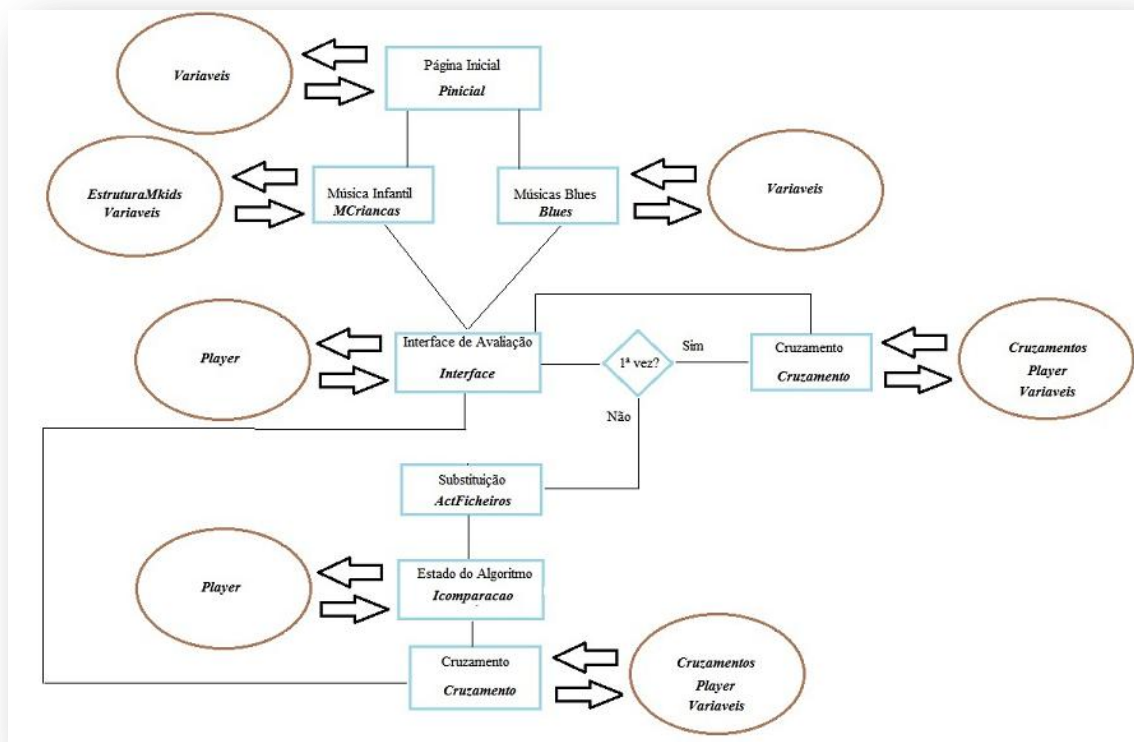 Variaveis
Página Inicial
Pinicial
EstruturaMkids
Variaveis
Música Infantil
MCriancas
Músicas Blues
Blues
Variaveis
Player
Interface de Avaliação
Interface
1ª vez?
Sim
Não
Cruzamento
Cruzamento
Cruzamentos
Player
Variaveis
Substituição
ActFicheiros
Player
Estado do Algoritmo
Icomparacao
Cruzamento
Cruzamento
Cruzamentos
Player
Variaveis